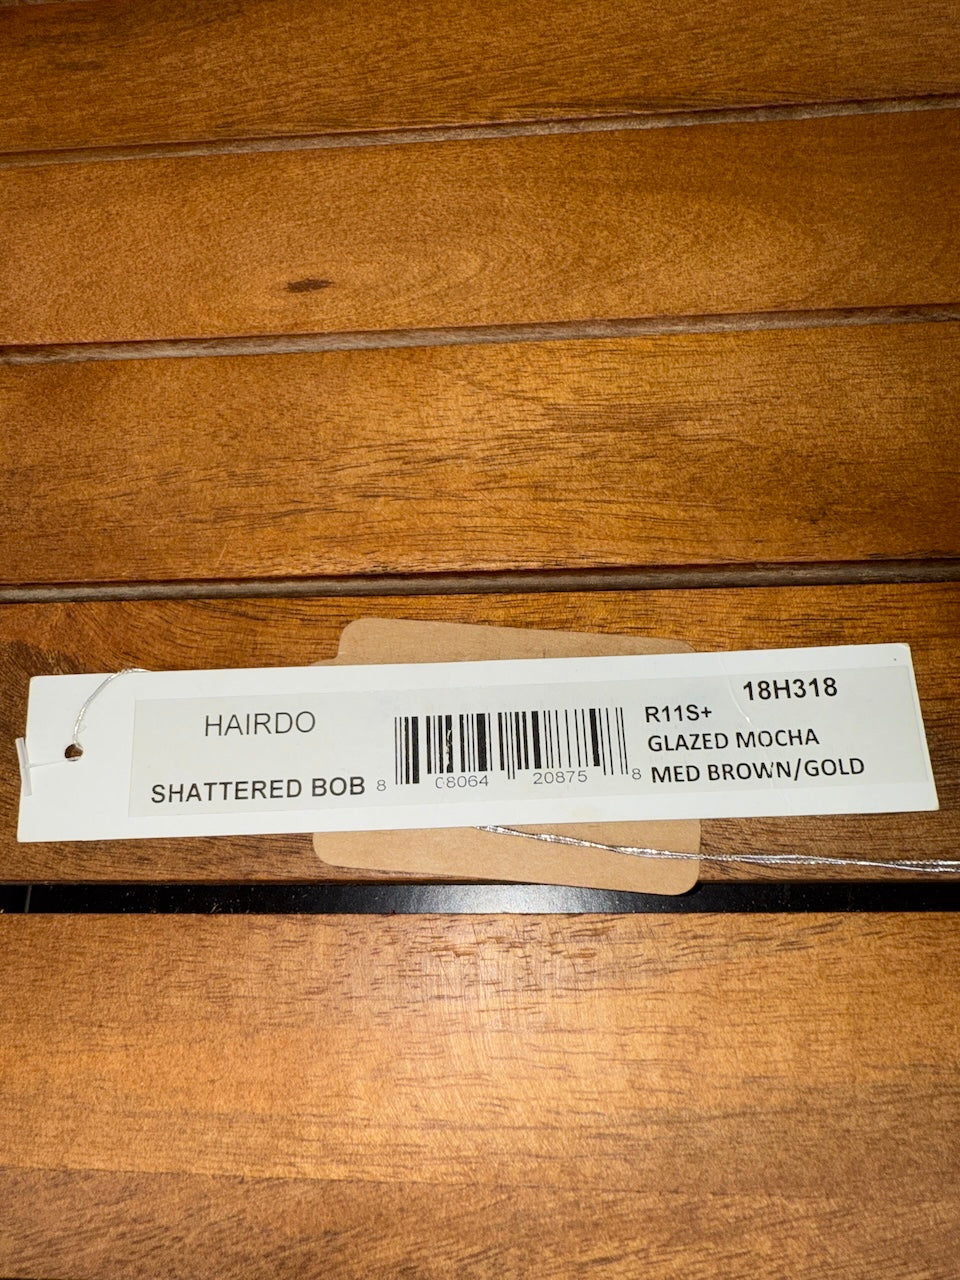 HAIRDO
SHATTERED BOB
8 08064 20875 8
18H318
R11S+
GLAZED MOCHA
MED BROWN/GOLD